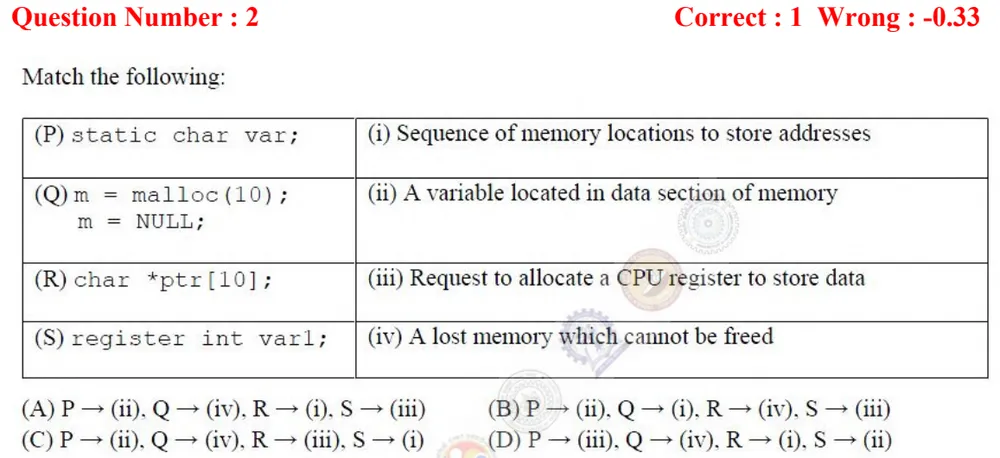 Question Number : 2 Correct : 1 Wrong : -0.33
Match the following:
(P) static char var; (i) Sequence of memory locations to store addresses
(Q) m = malloc(10); (ii) A variable located in data section of memory
m = NULL;
(R) char *ptr[10]; (iii) Request to allocate a CPU register to store data
(S) register int var1; (iv) A lost memory which cannot be freed
(A) P → (ii), Q → (iv), R → (i), S → (iii) (B) P → (ii), Q → (i), R → (iv), S → (iii)
(C) P → (ii), Q → (iv), R → (iii), S → (i) (D) P → (iii), Q → (iv), R → (i), S → (ii)